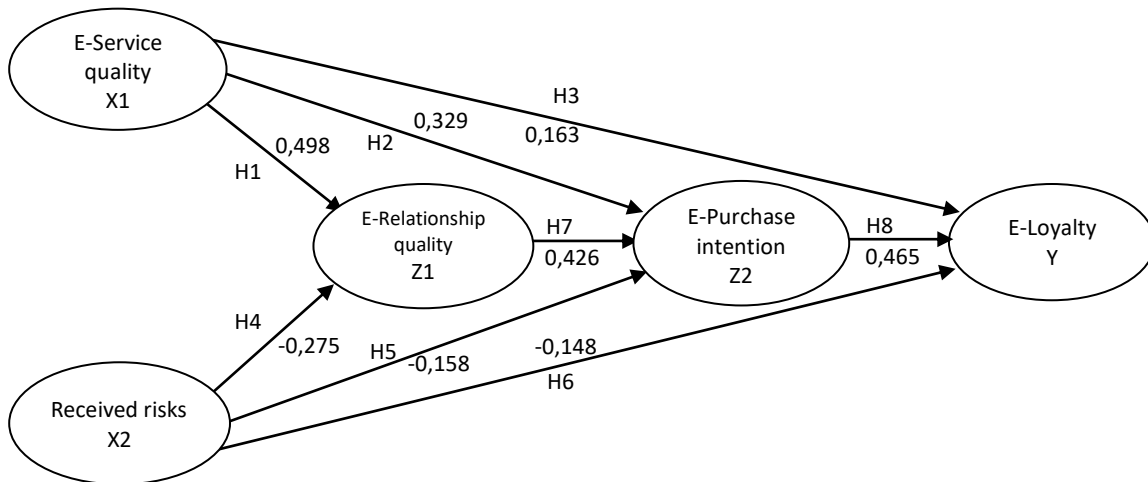 E-Service
quality
X1
H3
0,163
0,329
H2
0,498
H1
E-Relationship
quality
Z1
H7
0,426
E-Purchase
intention
Z2
H8
0,465
E-Loyalty
Y
H4
-0,275
H5
-0,158
-0,148
H6
Received risks
X2